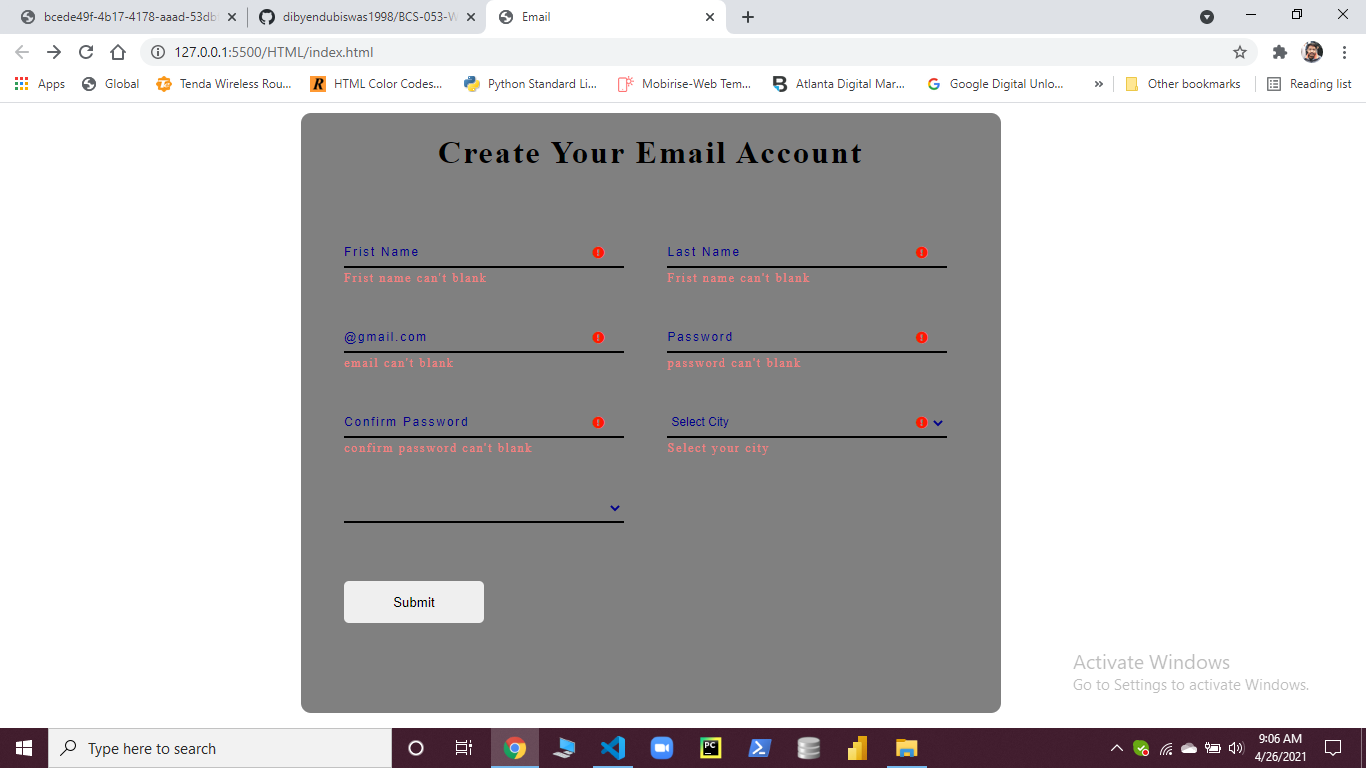 bcede49f-4b17-4178-aaad-53db
dibyendubiswas1998/BCS-053-W
Email
127.0.0.1:5500/HTML/index.html
Apps
Global
Tenda Wireless Rou...
HTML Color Codes...
Python Standard Li...
Mobirise-Web Tem...
Atlanta Digital Mar...
Google Digital Unlo...
»
Other bookmarks
Reading list
Create Your Email Account
Frist Name
Last Name
Frist name can't blank
Frist name can't blank
@gmail.com
Password
email can't blank
password can't blank
Confirm Password
Select City
confirm password can't blank
Select your city
Submit
Activate Windows
Go to Settings to activate Windows.
Type here to search
PC
9:06 AM
4/26/2021